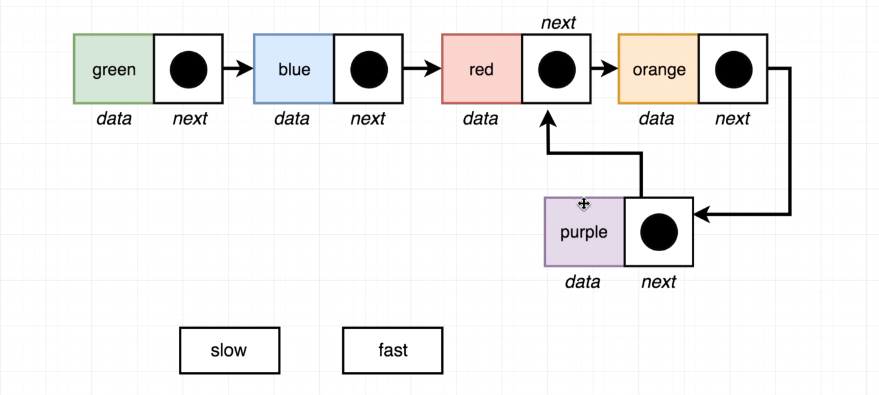 next
green
blue
red
orange
data next data next data data next
purple
data next
slow fast